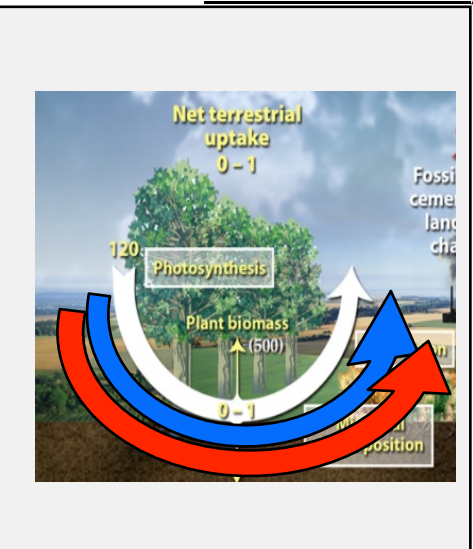 Net terrestrial
uptake
0 – 1
Fossi
ceme
lan
cha
120
Photosynthesis
Plant biomass
(500)
0 – 1
n
position